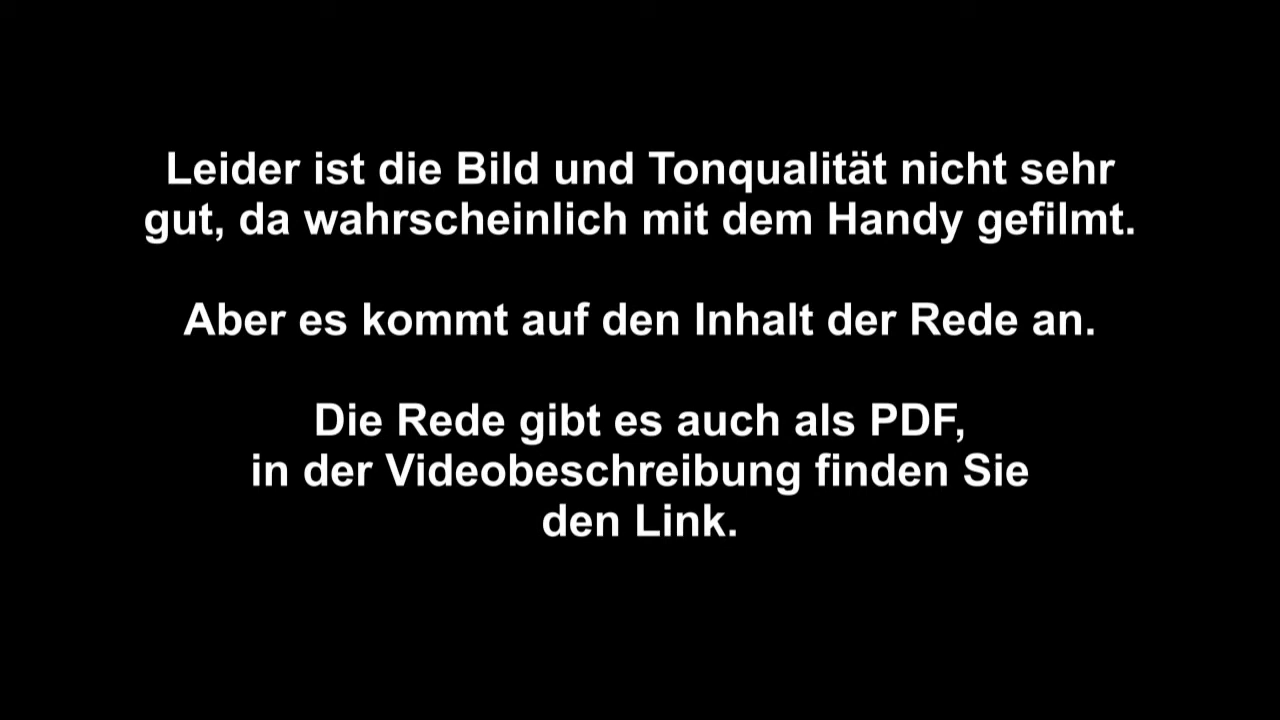 Leider ist die Bild und Tonqualität nicht sehr
gut, da wahrscheinlich mit dem Handy gefilmt.
Aber es kommt auf den Inhalt der Rede an.
Die Rede gibt es auch als PDF,
in der Videobeschreibung finden Sie
den Link.